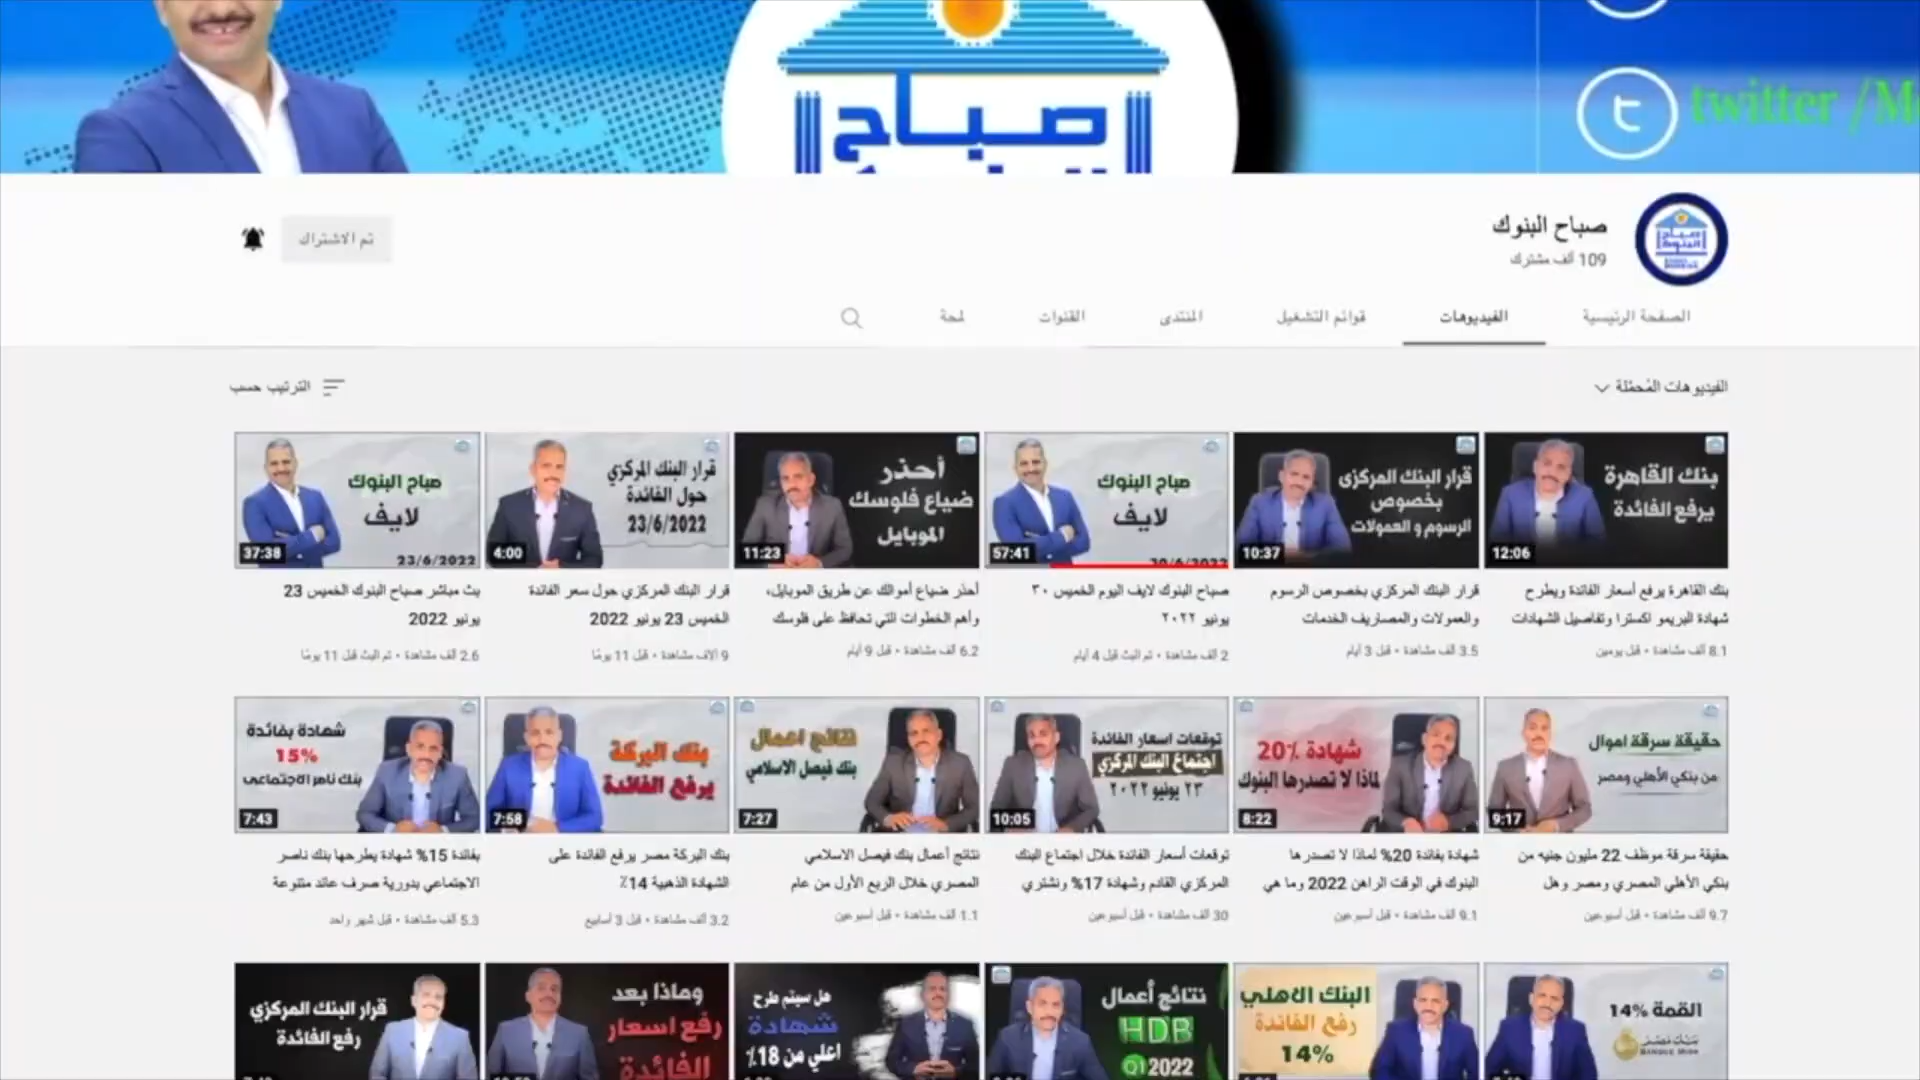 صباح
twitter /M
صباح البنوك
109 ألف مشترك
تم الاشتراك
الصفحة الرئيسية
الفيديوهات
قوائم التشغيل
المنتدى
القنوات
لمحة
الفيديوهات المُحمّلة
الترتيب حسب
بنك القاهرة
يرفع الفائدة
12:06
بنك القاهرة يرفع أسعار الفائدة ويطرح
شهادة البريمو اكسترا وتفاصيل الشهادات
8.1 ألف مشاهدة • قبل يومين
قرار البنك المركزى
بخصوص
الرسوم و العمولات
10:37
قرار البنك المركزي بخصوص الرسوم
والعمولات والمصاريف الخدمات
3.5 ألف مشاهدة • قبل 3 أيام
صباح البنوك
لايف
30/6/2022
57:41
صباح البنوك لايف اليوم الخميس ٣٠
يونيو ٢٠٢٢
2 ألف مشاهدة • تم البث قبل 4 أيام
أحذر
ضياع فلوسك
الموبايل
11:23
أحذر ضياع أموالك عن طريق الموبايل،
وأهم الخطوات التي تحافظ على فلوسك
6.2 ألف مشاهدة • قبل 9 أيام
قرار البنك المركزي
حول الفائدة
23/6/2022
4:00
قرار البنك المركزي حول سعر الفائدة
الخميس 23 يونيو 2022
9 آلاف مشاهدة • قبل 11 يومًا
صباح البنوك
لايف
23/6/2022
37:38
بث مباشر صباح البنوك الخميس 23
يونيو 2022
2.6 ألف مشاهدة • تم البث قبل 11 يومًا
حقيقة سرقة اموال
من بنكي الأهلي ومصر
9:17
حقيقة سرقة موظف 22 مليون جنيه من
بنكي الأهلي المصري ومصر وهل
9.7 ألف مشاهدة • قبل أسبوعين
شهادة 20٪
لماذا لا تصدرها البنوك
8:22
شهادة بفائدة 20% لماذا لا تصدرها
البنوك في الوقت الراهن 2022 وما هي
9.1 ألف مشاهدة • قبل أسبوعين
توقعات اسعار الفائدة
اجتماع البنك المركزي
٢٣ يونيو ٢٠٢٢
10:05
توقعات أسعار الفائدة خلال اجتماع البنك
المركزي القادم وشهادة 17% ونشتري
30 ألف مشاهدة • قبل أسبوعين
نتائج اعمال
بنك فيصل الاسلامي
7:27
نتائج أعمال بنك فيصل الاسلامي
المصري خلال الربع الأول من عام
1.1 ألف مشاهدة • قبل أسبوعين
بنك البركة
يرفع الفائدة
7:58
بنك البركة مصر يرفع الفائدة على
الشهادة الذهبية 14٪
3.2 ألف مشاهدة • قبل 3 أسابيع
شهادة بفائدة
15%
بنك ناصر الاجتماعى
7:43
بفائدة 15% شهادة يطرحها بنك ناصر
الاجتماعي بدورية صرف عائد متنوعة
5.3 ألف مشاهدة • قبل شهر واحد
القمة 14%
بنك مصر
BANQUE MISR
البنك الاهلي
رفع الفائدة
14%
نتائج أعمال
HDB
Q1 2022
هل سيتم طرح
شهادة
اعلي من 18٪
وماذا بعد
رفع اسعار
الفائدة
قرار البنك المركزي
رفع الفائدة